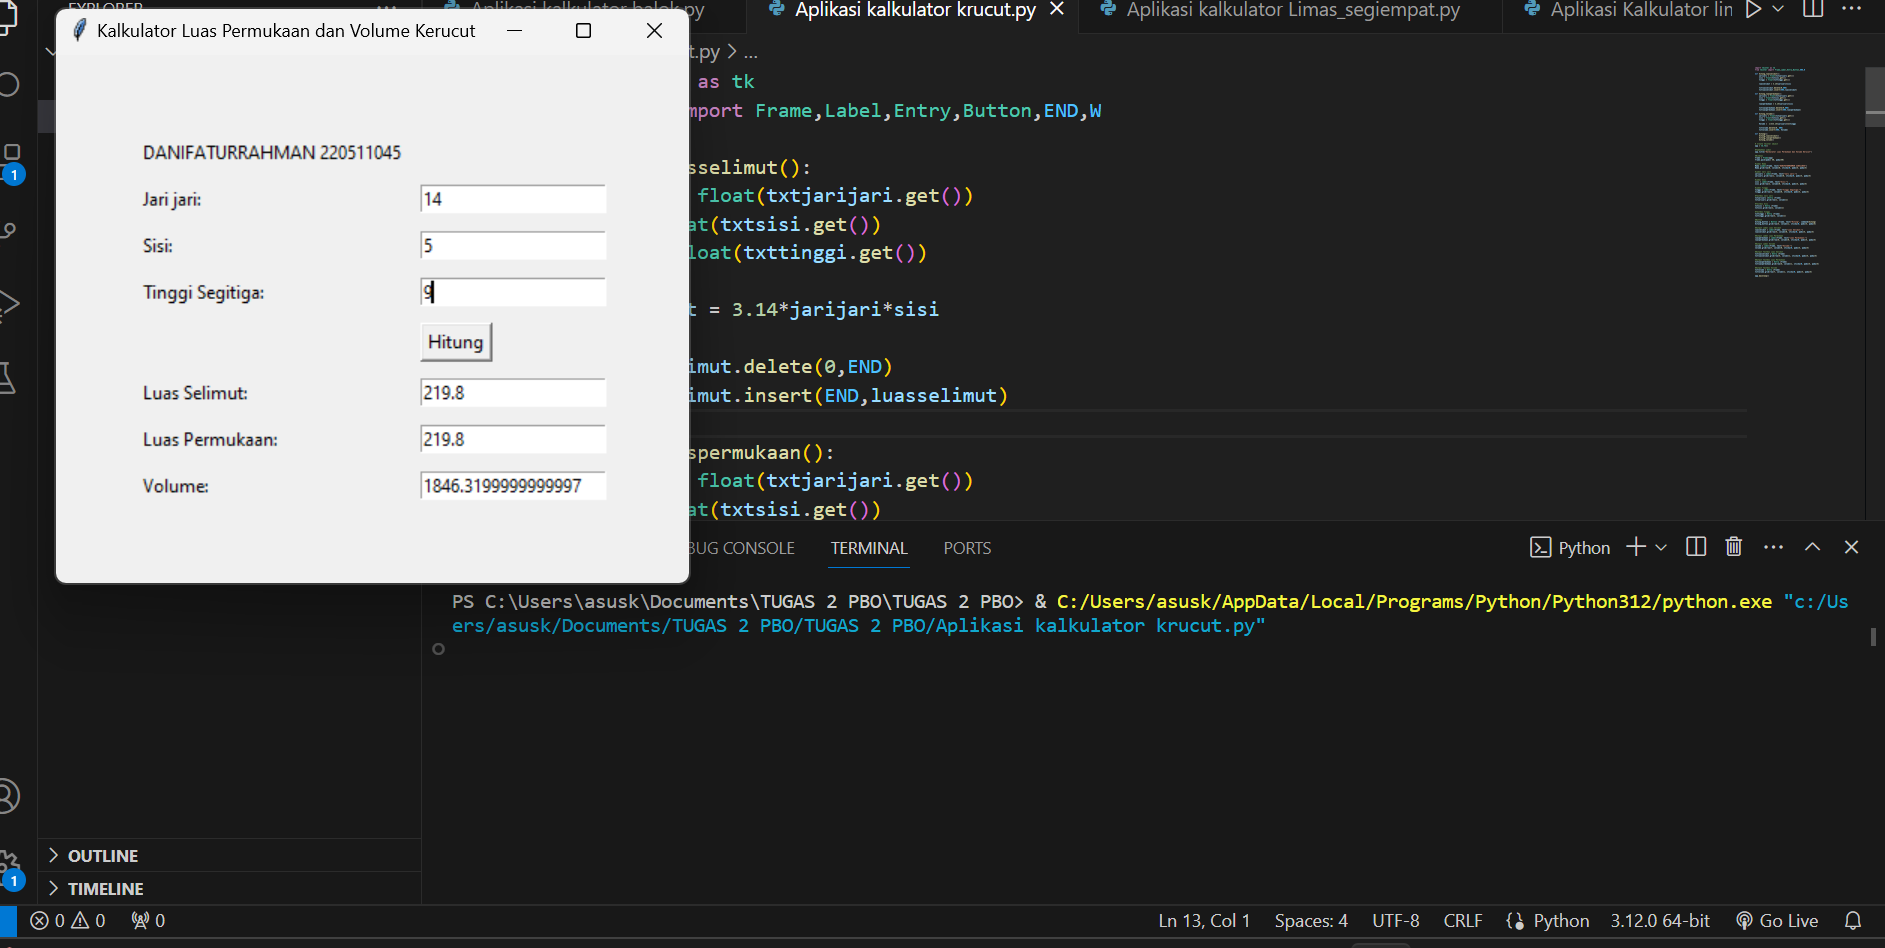 EXPLORER
Aplikasi kalkulator balok.py
Aplikasi kalkulator krucut.py
Aplikasi kalkulator Limas_segiempat.py
Aplikasi Kalkulator lim
Kalkulator Luas Permukaan dan Volume Kerucut
DANIFATURRAHMAN 220511045
Jari jari:
14
Sisi:
5
Tinggi Segitiga:
9
Hitung
Luas Selimut:
219.8
Luas Permukaan:
219.8
Volume:
1846.3199999999997
t.py > ...
as tk
mport Frame,Label,Entry,Button,END,W
sselimut():
float(txtjarijari.get())
at(txtsisi.get())
loat(txttinggi.get())
t = 3.14*jarijari*sisi
imut.delete(0,END)
imut.insert(END,luasselimut)
spermukaan():
float(txtjarijari.get())
at(txtsisi.get())
BUG CONSOLE
TERMINAL
PORTS
Python
PS C:\Users\asusk\Documents\TUGAS 2 PBO\TUGAS 2 PBO> & C:/Users/asusk/AppData/Local/Programs/Python/Python312/python.exe "c:/Us
ers/asusk/Documents/TUGAS 2 PBO/TUGAS 2 PBO/Aplikasi kalkulator krucut.py"
1
1
OUTLINE
TIMELINE
0 0 0
Ln 13, Col 1
Spaces: 4
UTF-8
CRLF
Python
3.12.0 64-bit
Go Live